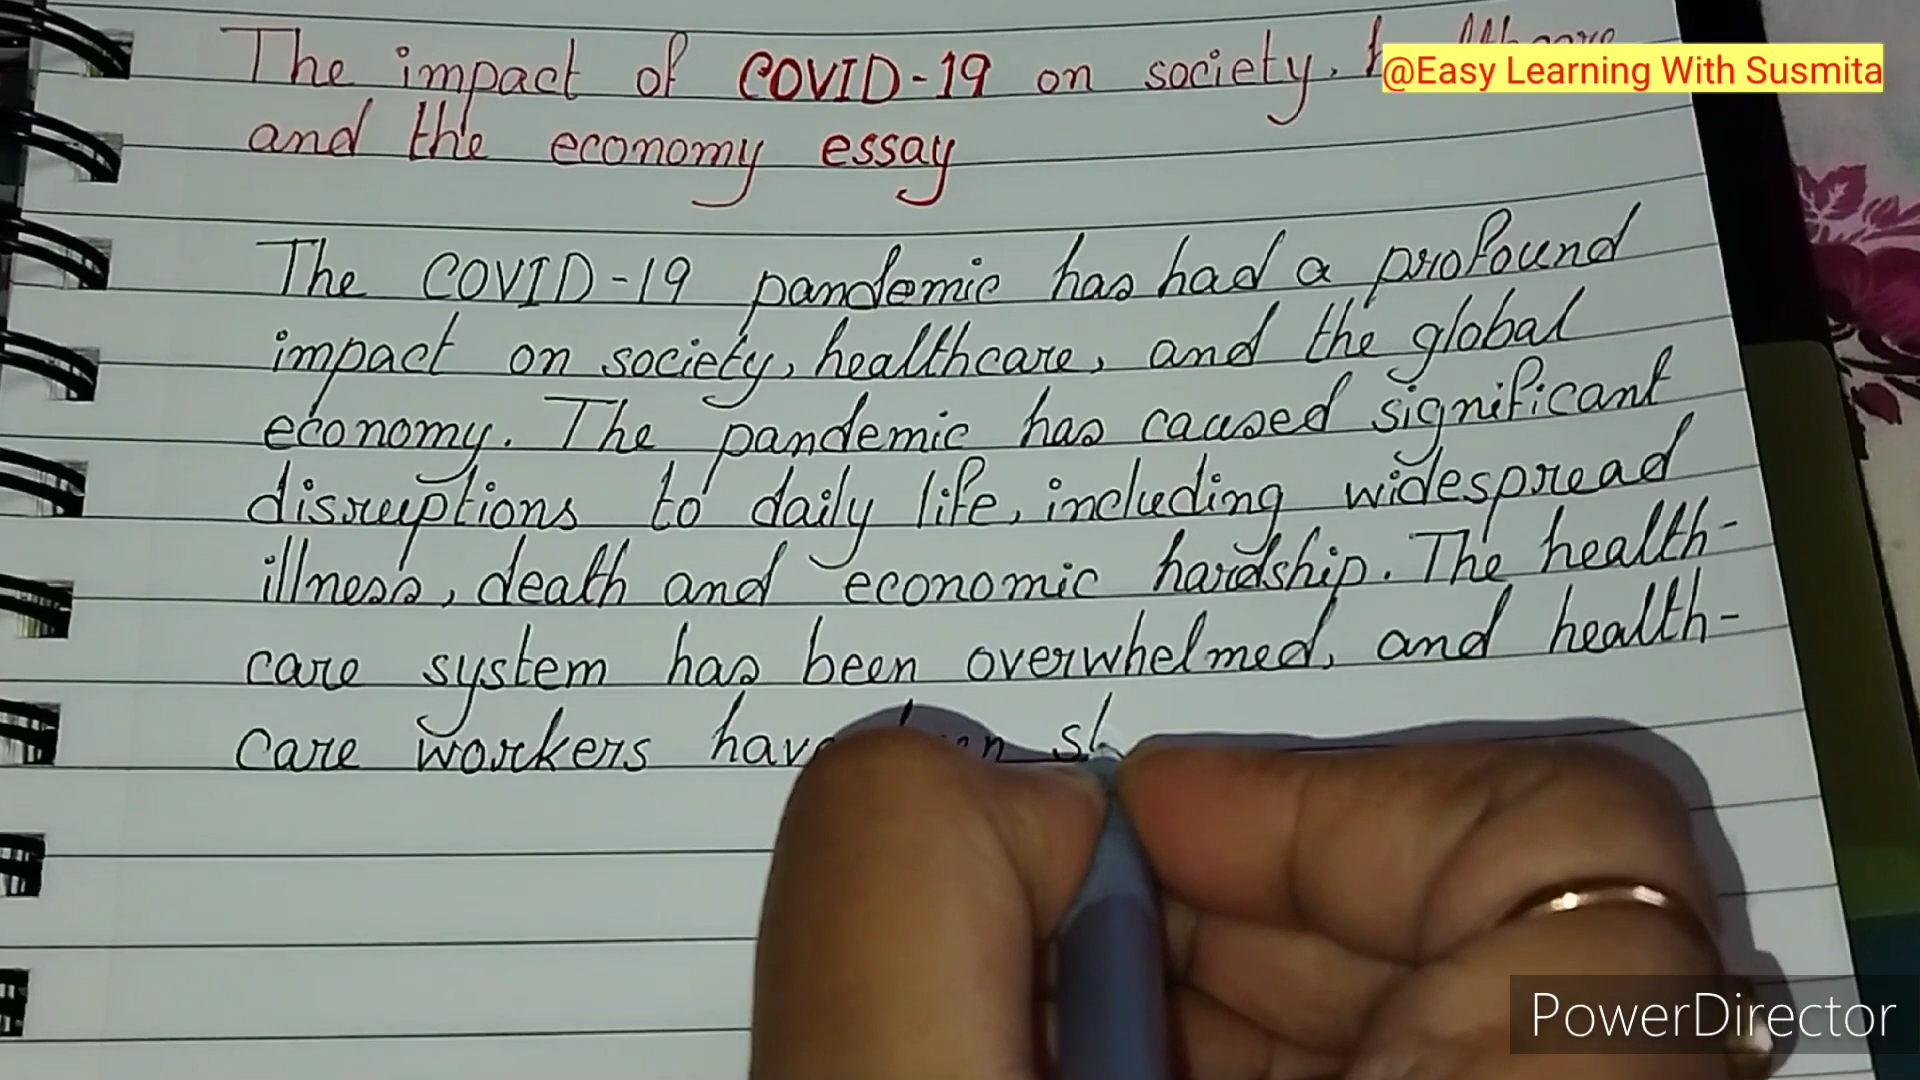 The impact of COVID-19 on society,
@Easy Learning With Susmita
and the economy essay
The COVID-19 pandemic has had a profound
impact on society, healthcare, and the global
economy. The pandemic has caused significant
disruptions to daily life, including widespread
illness, death and economic hardship. The health-
care system has been overwhelmed, and health-
care workers have
PowerDirector